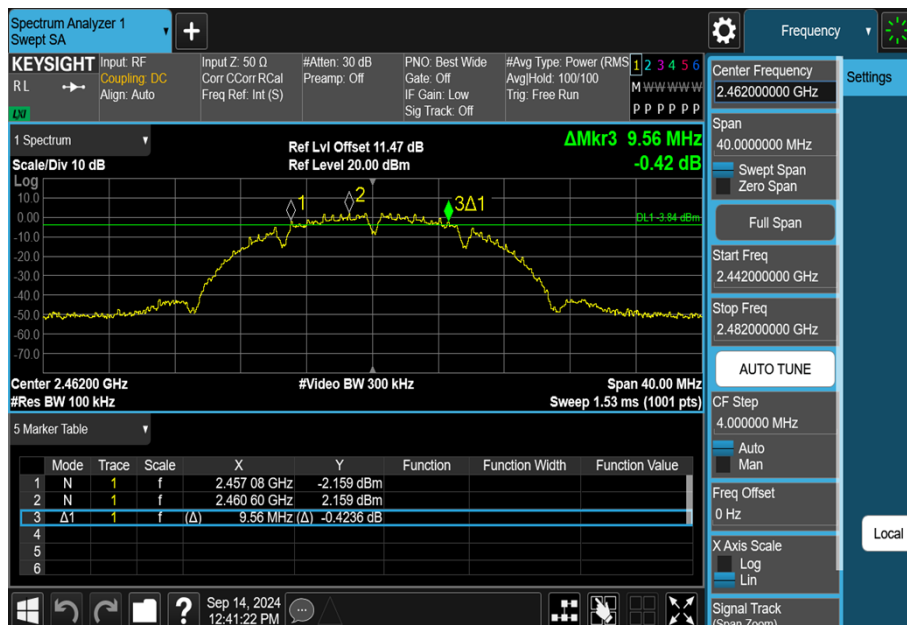 Spectrum Analyzer 1
Swept SA
+
Frequency
KEYSIGHT
RL
LXI
Input: RF
Coupling: DC
Align: Auto
Input Z: 50 Ω
Corr CCorr RCal
Freq Ref: Int (S)
#Atten: 30 dB
Preamp: Off
PNO: Best Wide
Gate: Off
IF Gain: Low
Sig Track: Off
#Avg Type: Power (RMS
Avg|Hold: 100/100
Trig: Free Run
1 2 3 4 5 6
M W W W W W
P P P P P P
1 Spectrum
Scale/Div 10 dB
Ref Lvl Offset 11.47 dB
Ref Level 20.00 dBm
ΔMkr3 9.56 MHz
-0.42 dB
Log
10.0
0.00
-10.0
-20.0
-30.0
-40.0
-50.0
-60.0
-70.0
1
2
3Δ1
DL1 -3.84 dBm
Center 2.46200 GHz
#Video BW 300 kHz
Span 40.00 MHz
#Res BW 100 kHz
Sweep 1.53 ms (1001 pts)
5 Marker Table
Mode Trace Scale X Y Function Function Width Function Value
1 N 1 f 2.457 08 GHz -2.159 dBm
2 N 1 f 2.460 60 GHz 2.159 dBm
3 Δ1 1 f (Δ) 9.56 MHz (Δ) -0.4236 dB
4
5
6
Sep 14, 2024
12:41:22 PM
?
Center Frequency
2.462000000 GHz
Span
40.0000000 MHz
Swept Span
Zero Span
Full Span
Start Freq
2.442000000 GHz
Stop Freq
2.482000000 GHz
AUTO TUNE
CF Step
4.000000 MHz
Auto
Man
Freq Offset
0 Hz
X Axis Scale
Log
Lin
Signal Track
(Span Zoom)
Settings
Local